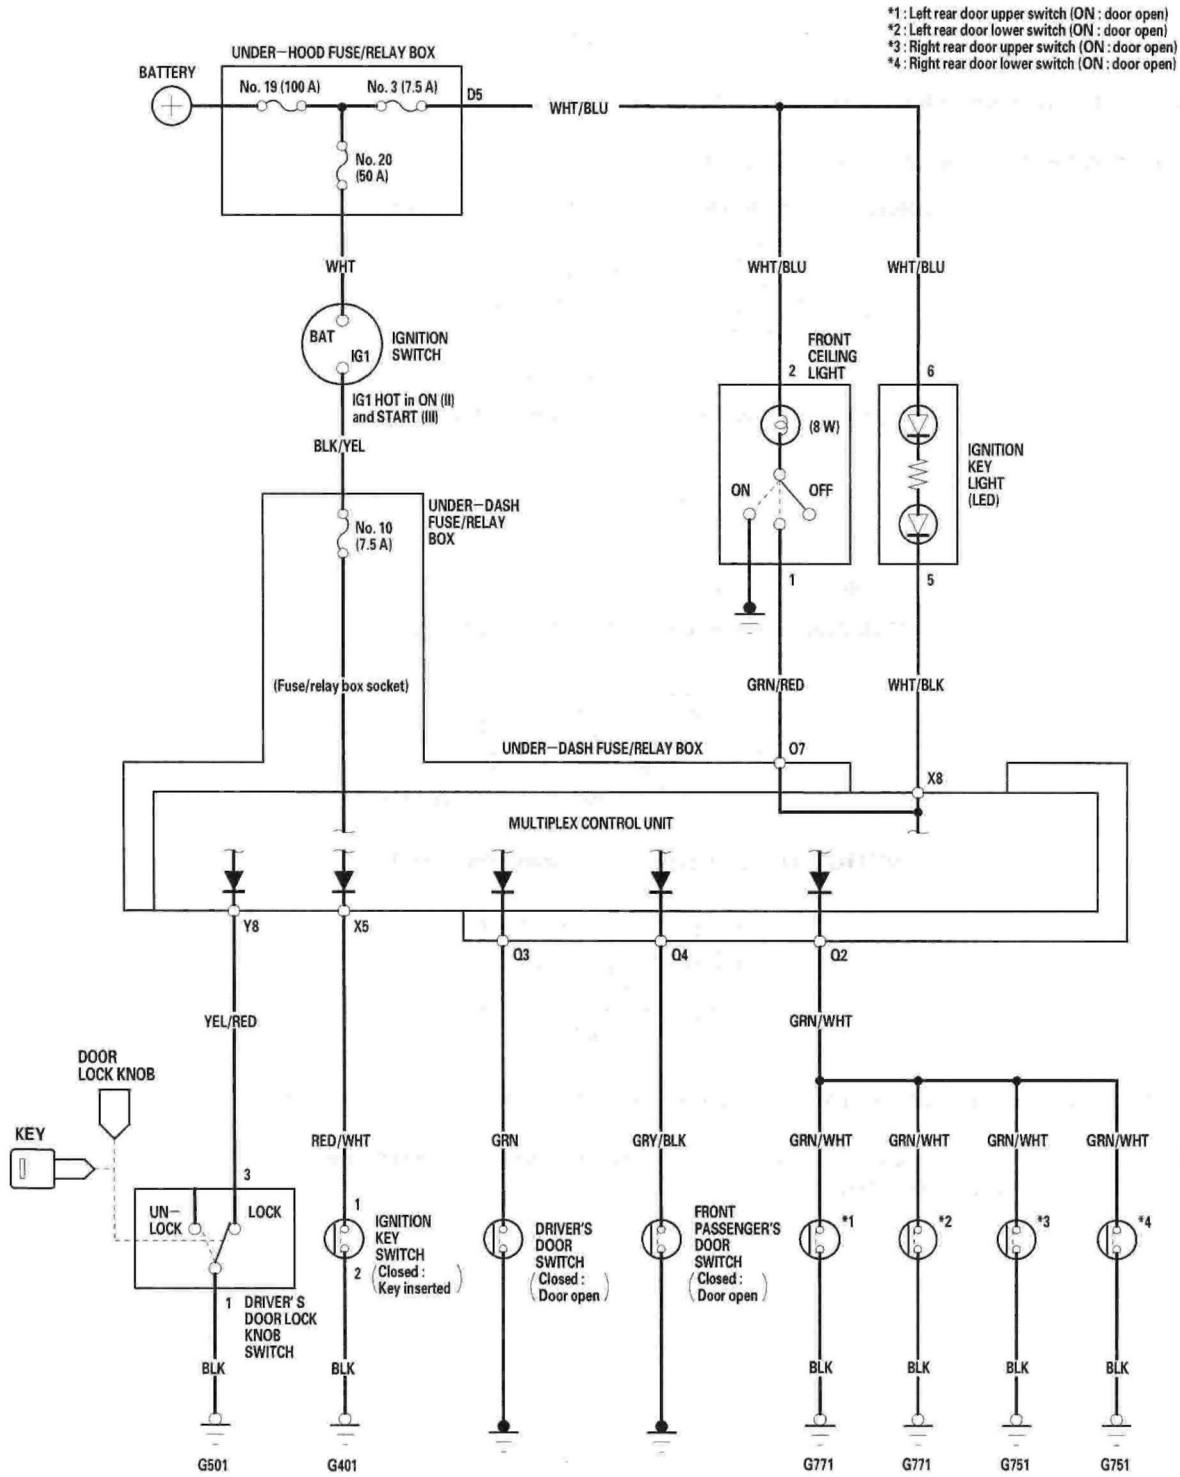 *1 : Left rear door upper switch (ON : door open)
*2 : Left rear door lower switch (ON : door open)
*3 : Right rear door upper switch (ON : door open)
*4 : Right rear door lower switch (ON : door open)
UNDER-HOOD FUSE/RELAY BOX
BATTERY
No. 19 (100 A)
No. 3 (7.5 A)
D5
WHT/BLU
No. 20
(50 A)
WHT
WHT/BLU
WHT/BLU
BAT
IG1
IGNITION
SWITCH
IG1 HOT in ON (II)
and START (III)
FRONT
CEILING
LIGHT
2
6
(8 W)
ON
OFF
IGNITION
KEY
LIGHT
(LED)
BLK/YEL
UNDER-DASH
FUSE/RELAY
BOX
No. 10
(7.5 A)
1
5
(Fuse/relay box socket)
GRN/RED
WHT/BLK
UNDER-DASH FUSE/RELAY BOX
O7
X8
MULTIPLEX CONTROL UNIT
Y8
X5
Q3
Q4
Q2
YEL/RED
GRN/WHT
DOOR
LOCK KNOB
KEY
RED/WHT
GRN
GRY/BLK
GRN/WHT
GRN/WHT
GRN/WHT
GRN/WHT
3
UN-
LOCK
LOCK
1
IGNITION
KEY
SWITCH
(Closed :
Key inserted)
2
DRIVER'S
DOOR
SWITCH
(Closed :
Door open)
FRONT
PASSENGER'S
DOOR
SWITCH
(Closed :
Door open)
*1
*2
*3
*4
1
DRIVER'S
DOOR LOCK
KNOB
SWITCH
BLK
BLK
BLK
BLK
BLK
BLK
G501
G401
G771
G771
G751
G751